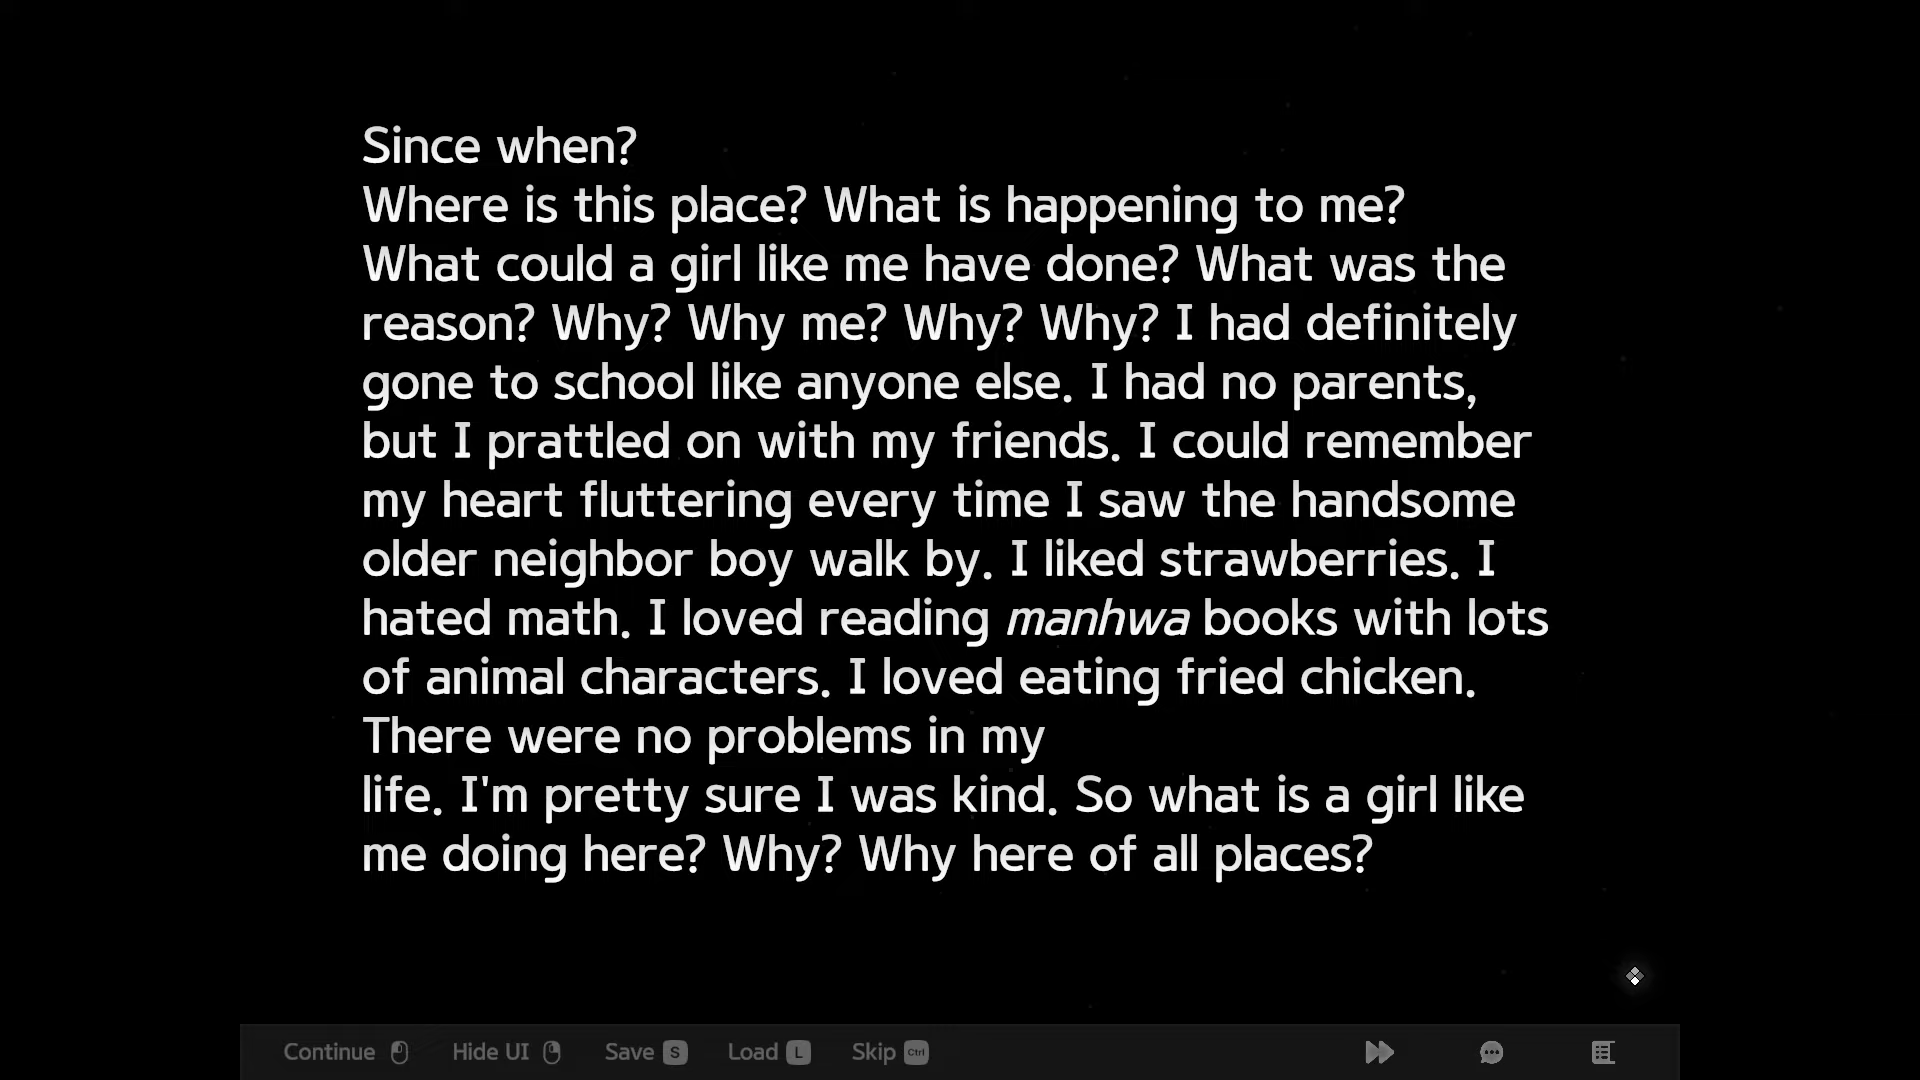 Since when?
Where is this place? What is happening to me?
What could a girl like me have done? What was the
reason? Why? Why me? Why? Why? I had definitely
gone to school like anyone else. I had no parents,
but I prattled on with my friends. I could remember
my heart fluttering every time I saw the handsome
older neighbor boy walk by. I liked strawberries. I
hated math. I loved reading manhwa books with lots
of animal characters. I loved eating fried chicken.
There were no problems in my
life. I'm pretty sure I was kind. So what is a girl like
me doing here? Why? Why here of all places?
Continue Hide UI Save S Load L Skip Ctrl